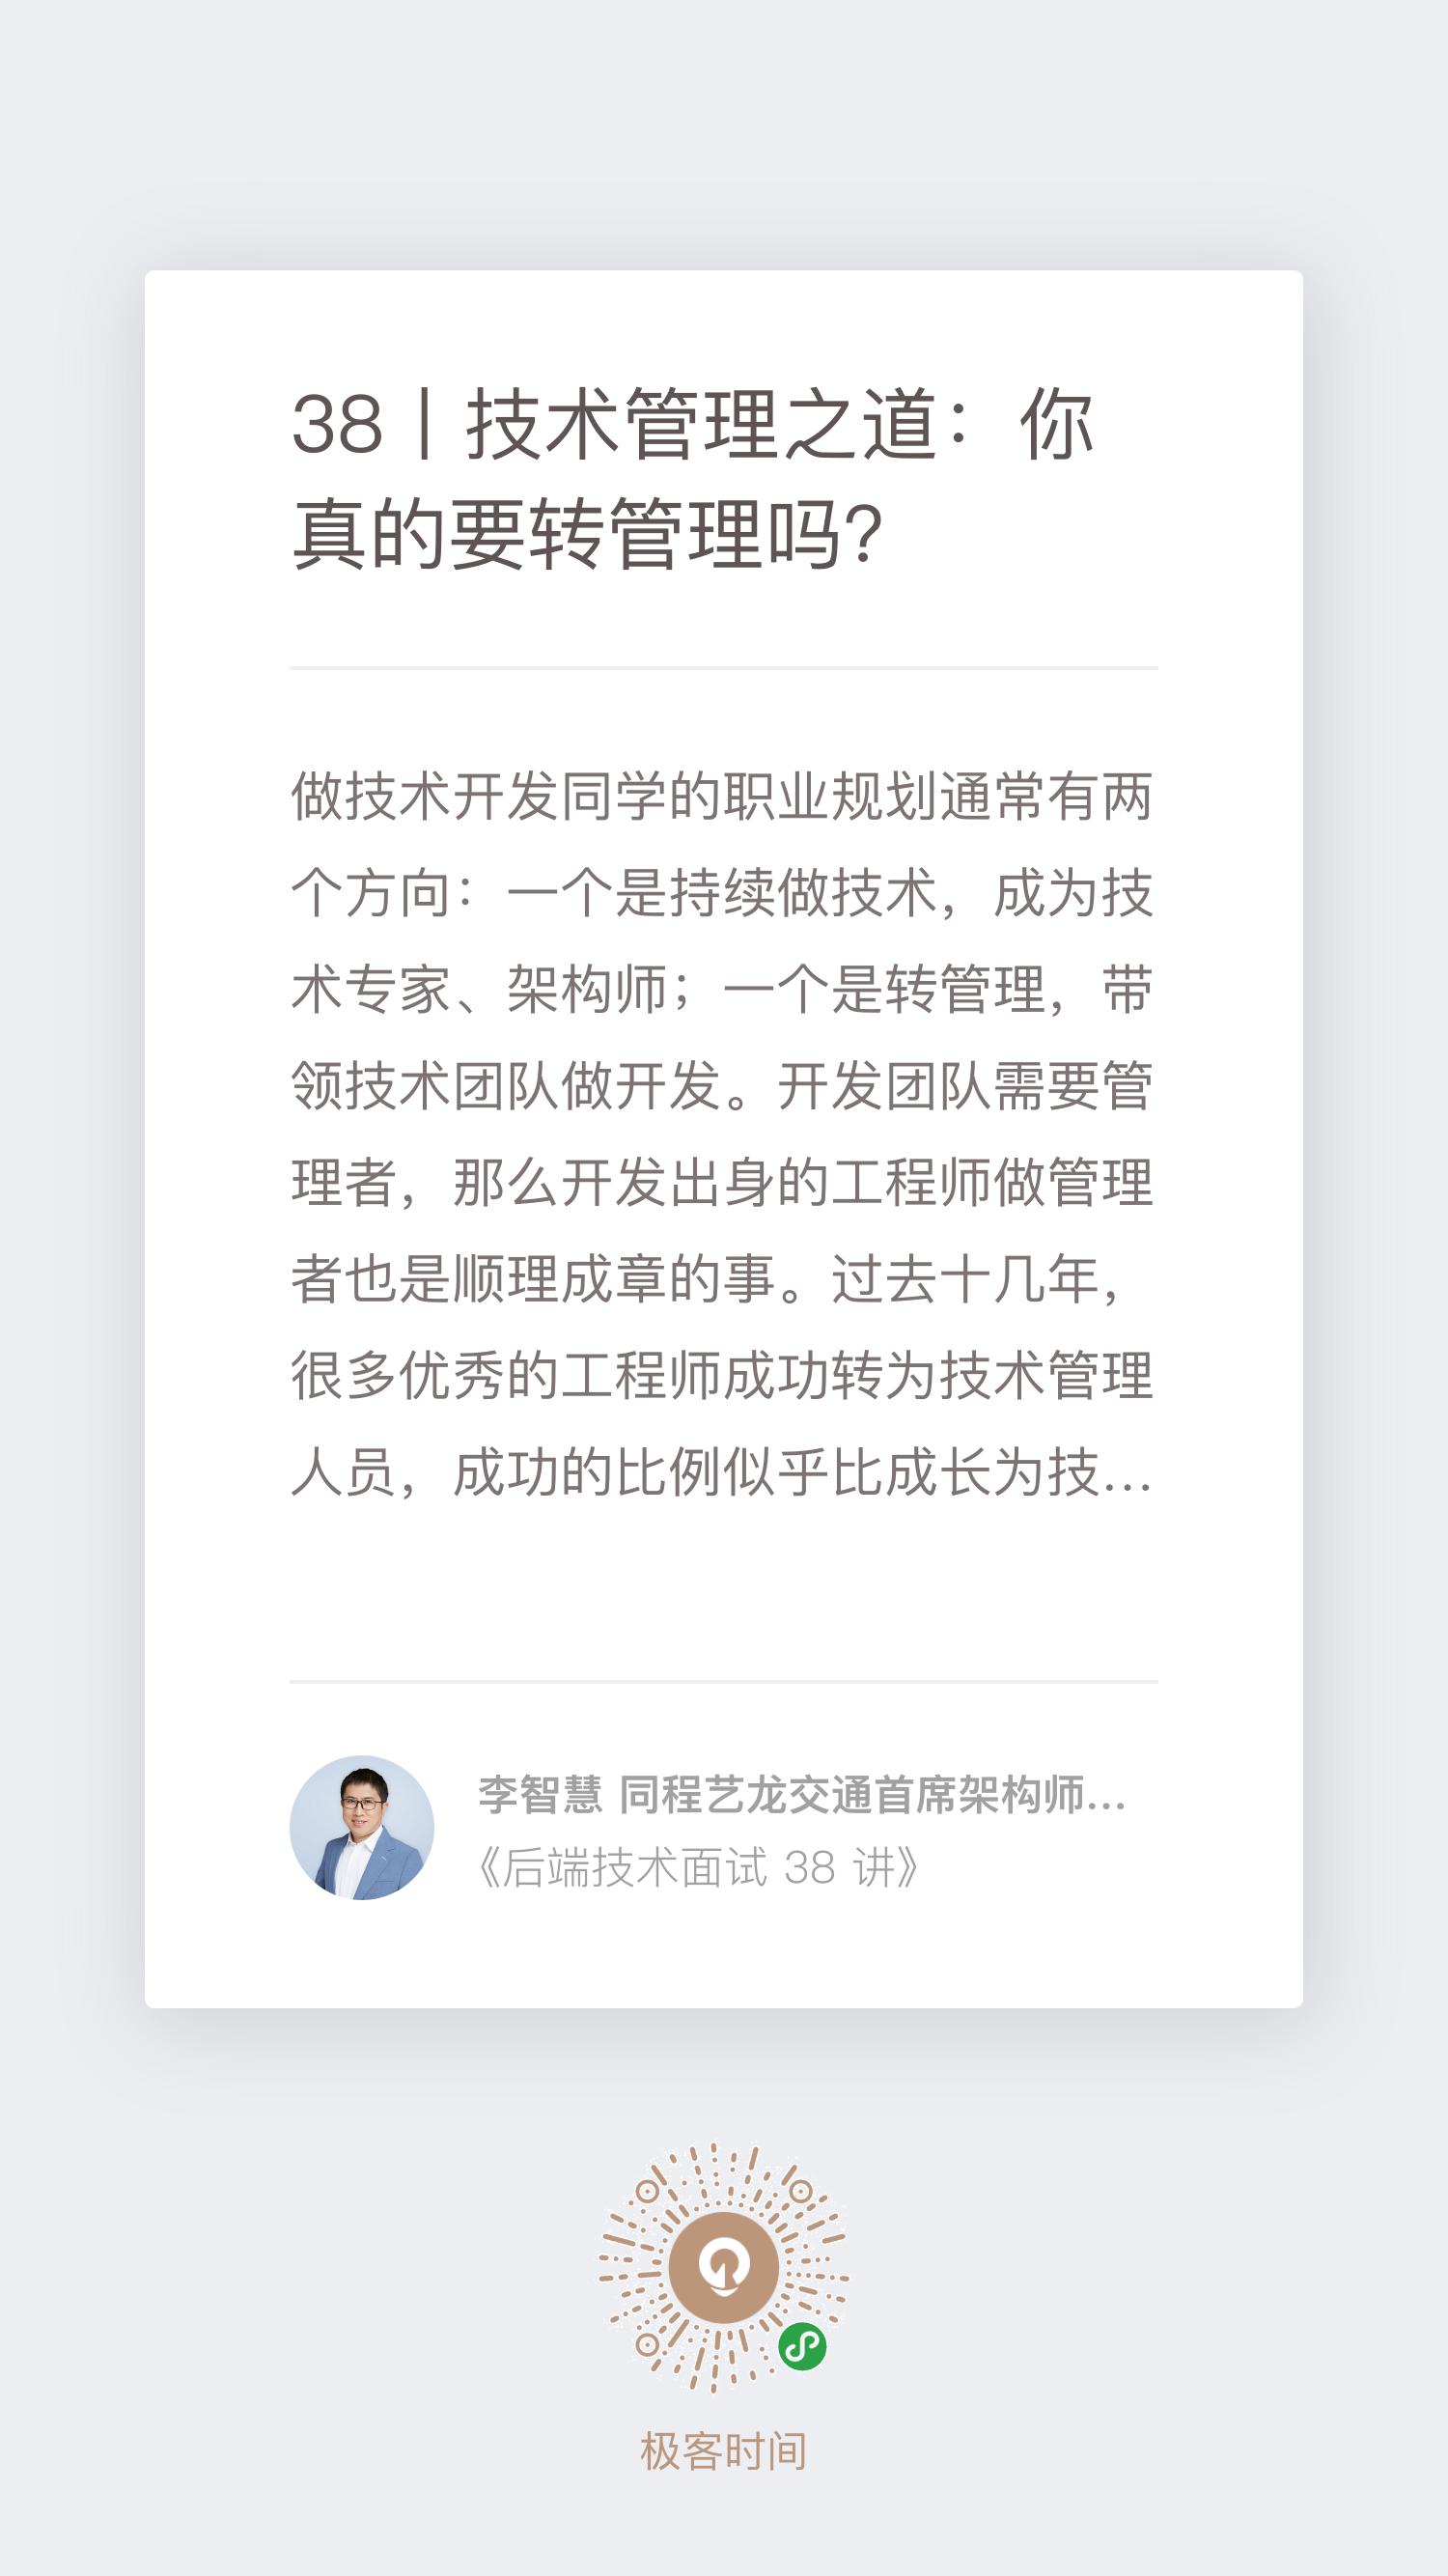 38丨技术管理之道：你
真的要转管理吗？
做技术开发同学的职业规划通常有两
个方向：一个是持续做技术，成为技
术专家、架构师；一个是转管理，带
领技术团队做开发。开发团队需要管
理者，那么开发出身的工程师做管理
者也是顺理成章的事。过去十几年，
很多优秀的工程师成功转为技术管理
人员，成功的比例似乎比成长为技...
李智慧 同程艺龙交通首席架构师...
《后端技术面试 38 讲》
极客时间